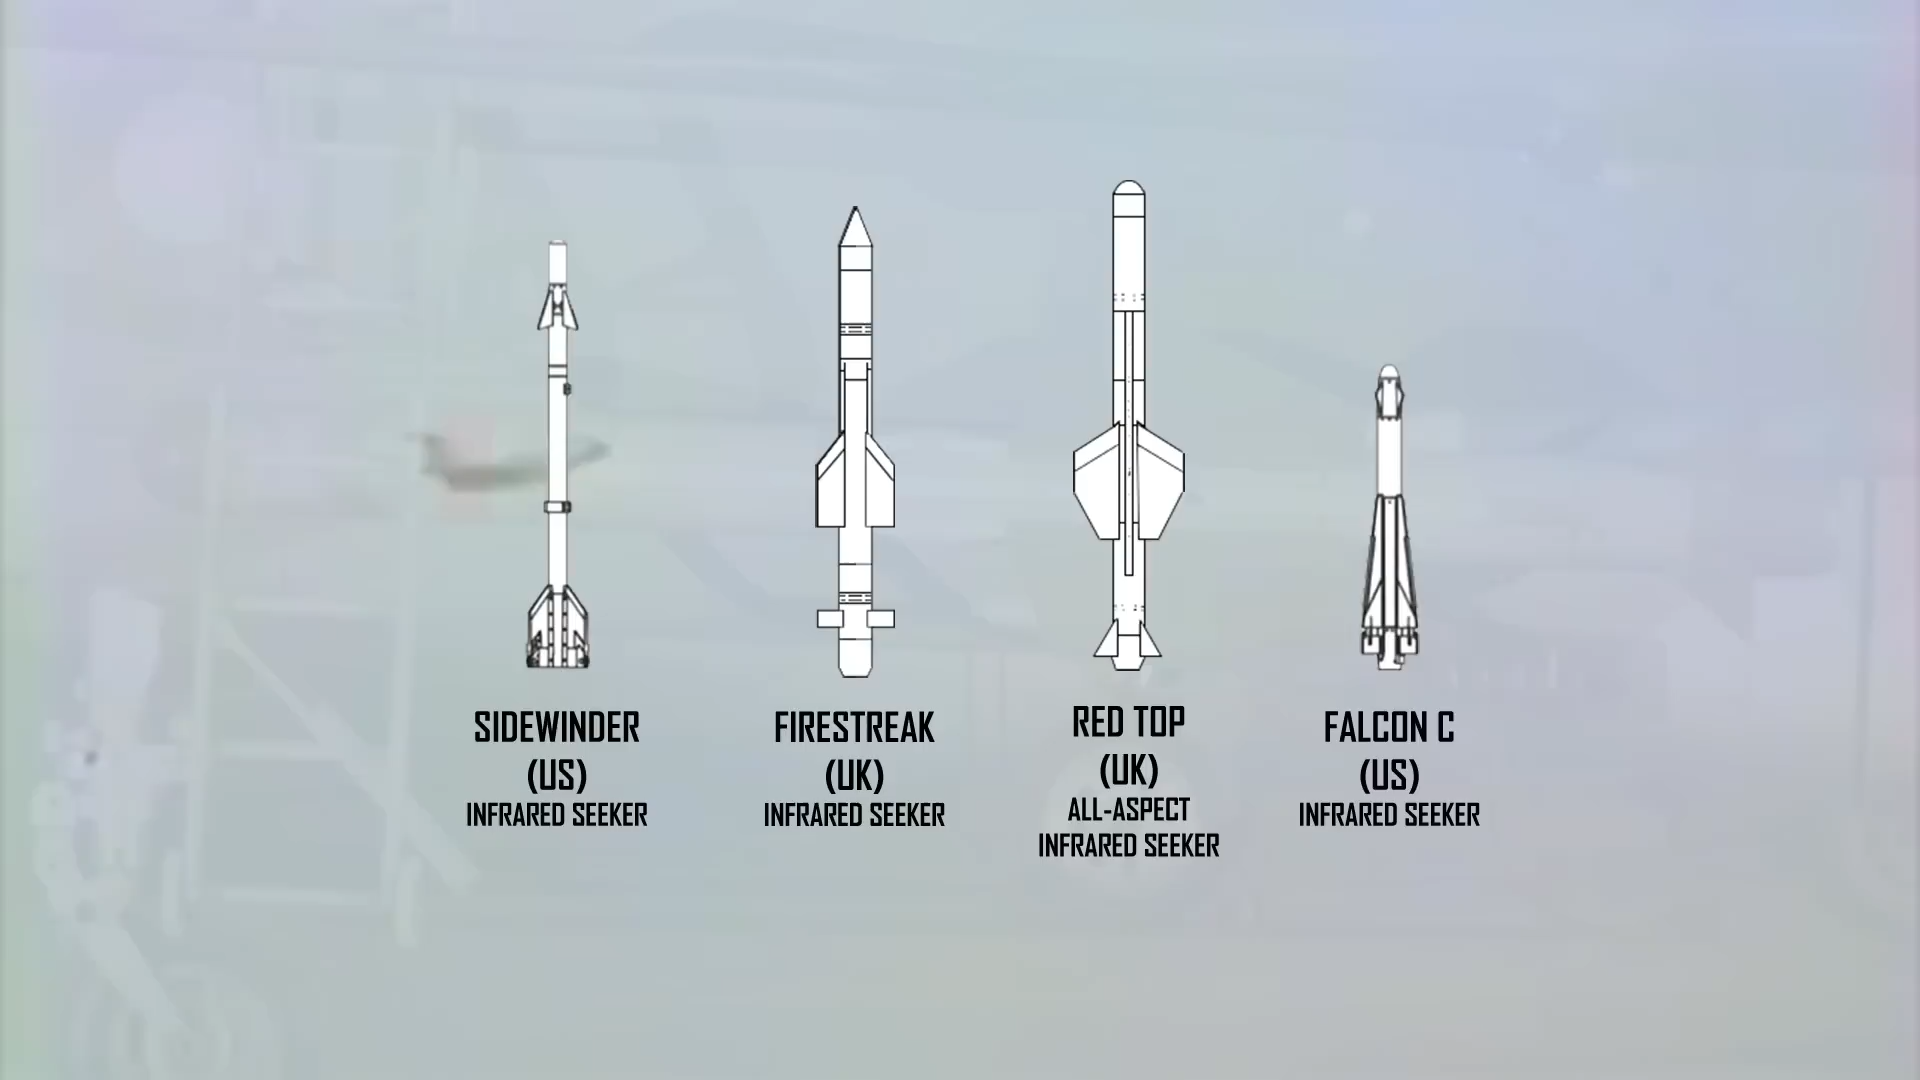 SIDEWINDER
(US)
INFRARED SEEKER
FIRESTREAK
(UK)
INFRARED SEEKER
RED TOP
(UK)
ALL-ASPECT
INFRARED SEEKER
FALCON C
(US)
INFRARED SEEKER